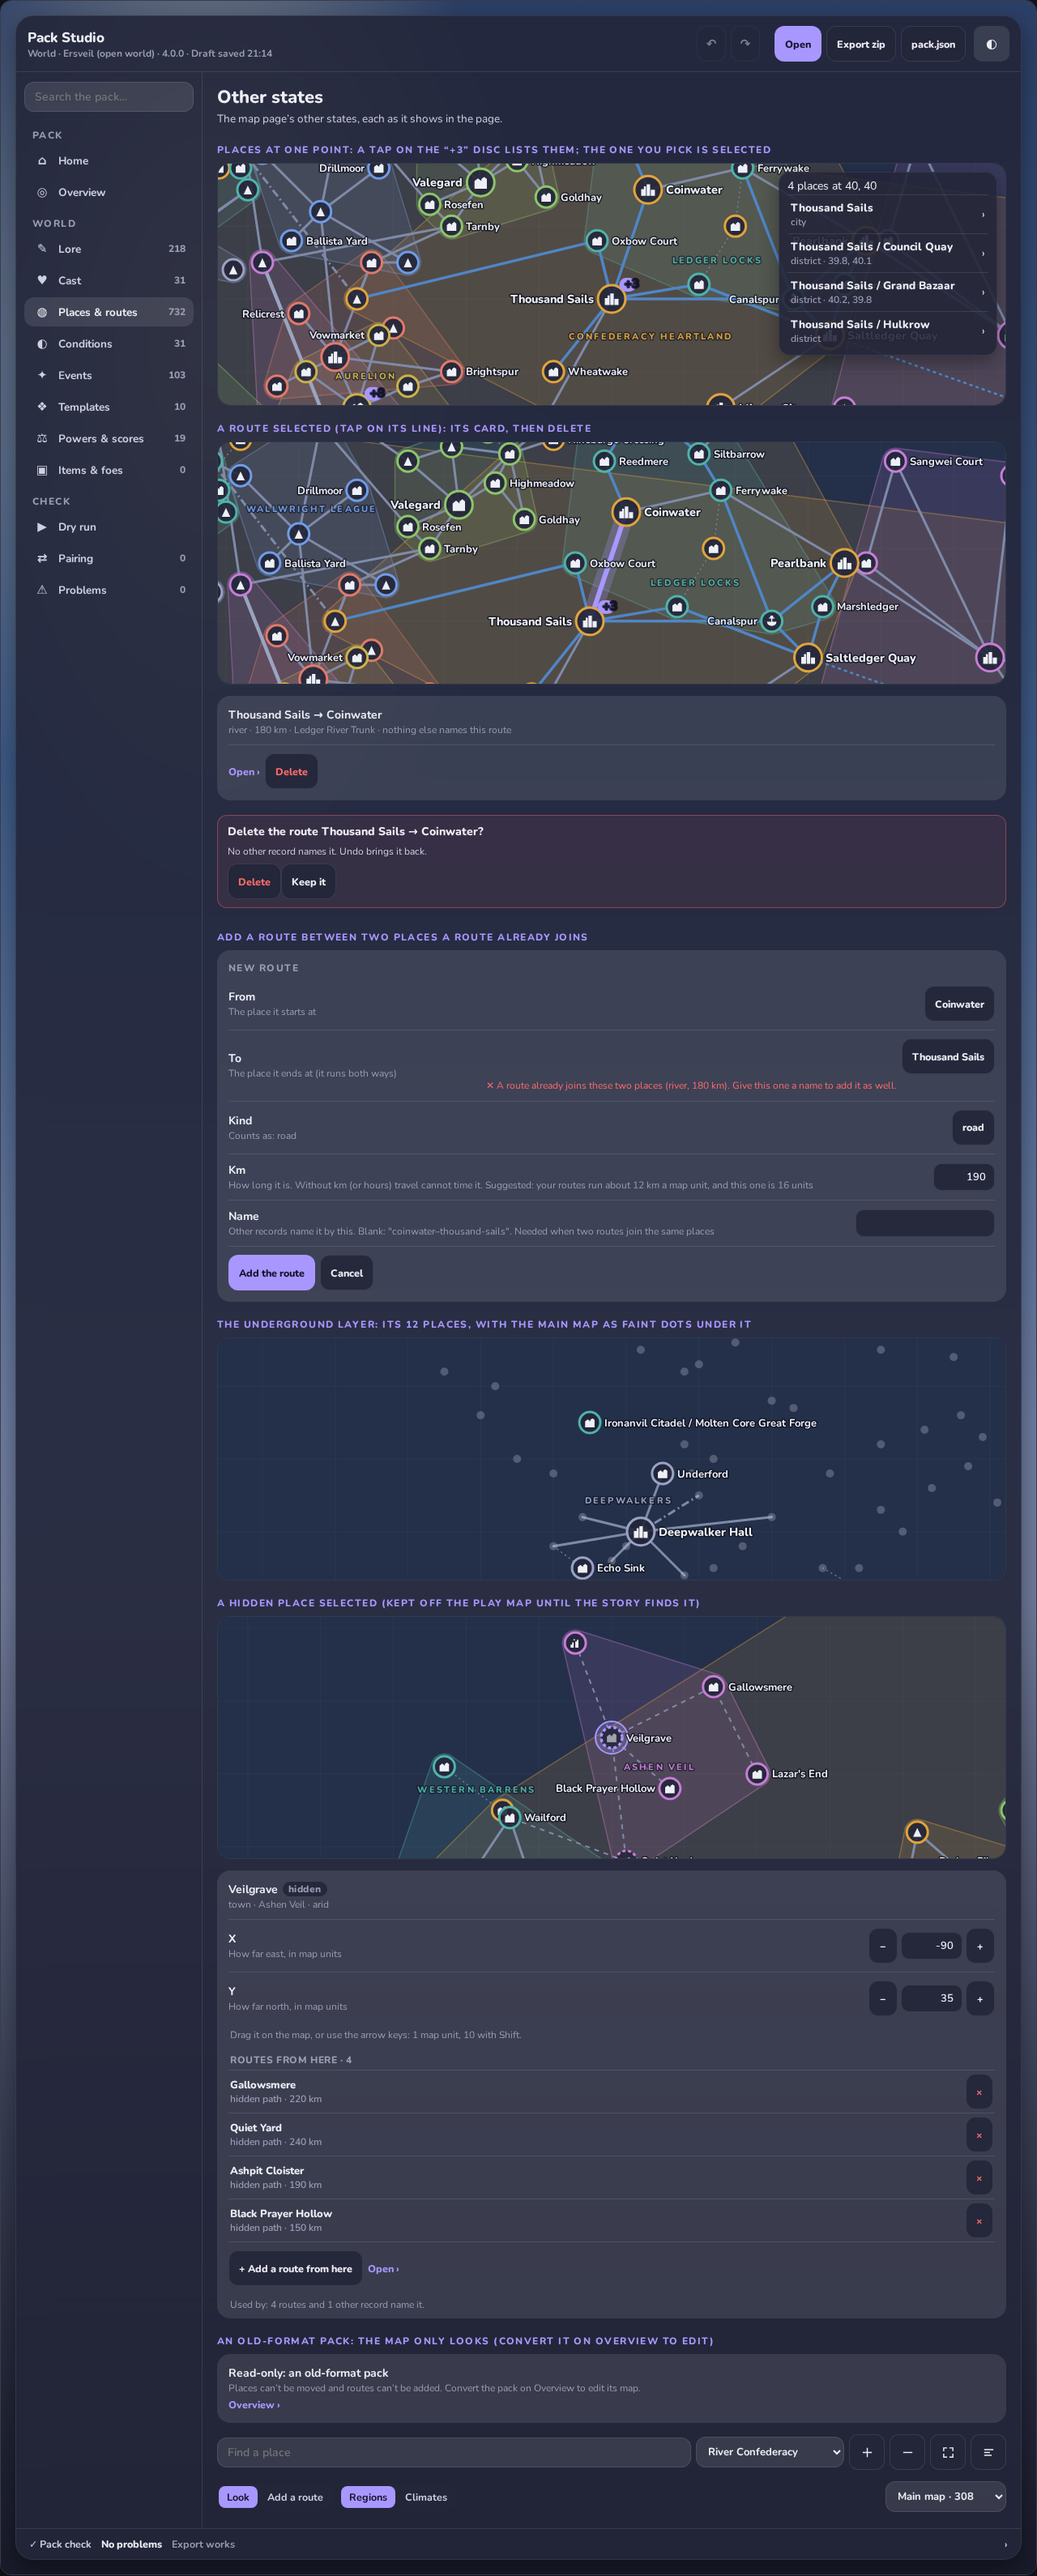 Pack Studio
World · Ersveil (open world) · 4.0.0 · Draft saved 21:14
Open
Export zip
pack.json
Search the pack...
PACK
Home
Overview
WORLD
Lore 218
Cast 31
Places & routes 732
Conditions 31
Events 103
Templates 10
Powers & scores 19
Items & foes 0
CHECK
Dry run
Pairing 0
Problems 0
Other states
The map page's other states, each as it shows in the page.
PLACES AT ONE POINT: A TAP ON THE “+3” DISC LISTS THEM; THE ONE YOU PICK IS SELECTED
Drillmoor
Valegard
Rosefen
Tarnby
Goldhay
Coinwater
Ferrywake
Ballista Yard
Oxbow Court
LEDGER LOCKS
Thousand Sails
+3
Canalspur
Relicrest
Vowmarket
CONFEDERACY HEARTLAND
AURELION
Brightspur
Wheatwake
4 places at 40, 40
Thousand Sails ›
city
Thousand Sails / Council Quay ›
district · 39.8, 40.1
Thousand Sails / Grand Bazaar ›
district · 40.2, 39.8
Thousand Sails / Hulkrow ›
district
Saltledger Quay
A ROUTE SELECTED (TAP ON ITS LINE): ITS CARD, THEN DELETE
Reedmere
Siltbarrow
Sangwei Court
Drillmoor
Highmeadow
WALLWRIGHT LEAGUE
Valegard
Ferrywake
Coinwater
Rosefen
Goldhay
Tarnby
Ballista Yard
Oxbow Court
Pearlbank
LEDGER LOCKS
+3
Marshledger
Thousand Sails
Canalspur
Vowmarket
Saltledger Quay
Thousand Sails → Coinwater
river · 180 km · Ledger River Trunk · nothing else names this route
Open ›
Delete
Delete the route Thousand Sails → Coinwater?
No other record names it. Undo brings it back.
Delete
Keep it
ADD A ROUTE BETWEEN TWO PLACES A ROUTE ALREADY JOINS
NEW ROUTE
From
The place it starts at
Coinwater
To
The place it ends at (it runs both ways)
Thousand Sails
✕ A route already joins these two places (river, 180 km). Give this one a name to add it as well.
Kind
Counts as: road
road
Km
How long it is. Without km (or hours) travel cannot time it. Suggested: your routes run about 12 km a map unit, and this one is 16 units
190
Name
Other records name it by this. Blank: "coinwater-thousand-sails". Needed when two routes join the same places
Add the route
Cancel
THE UNDERGROUND LAYER: ITS 12 PLACES, WITH THE MAIN MAP AS FAINT DOTS UNDER IT
Ironanvil Citadel / Molten Core Great Forge
Underford
DEEPWALKERS
Deepwalker Hall
Echo Sink
A HIDDEN PLACE SELECTED (KEPT OFF THE PLAY MAP UNTIL THE STORY FINDS IT)
Gallowsmere
Veilgrave
ASHEN VEIL
Lazar's End
WESTERN BARRENS
Black Prayer Hollow
Wailford
Veilgrave hidden
town · Ashen Veil · arid
X
How far east, in map units
− -90 +
Y
How far north, in map units
− 35 +
Drag it on the map, or use the arrow keys: 1 map unit, 10 with Shift.
ROUTES FROM HERE · 4
Gallowsmere
hidden path · 220 km
×
Quiet Yard
hidden path · 240 km
×
Ashpit Cloister
hidden path · 190 km
×
Black Prayer Hollow
hidden path · 150 km
×
+ Add a route from here
Open ›
Used by: 4 routes and 1 other record name it.
AN OLD-FORMAT PACK: THE MAP ONLY LOOKS (CONVERT IT ON OVERVIEW TO EDIT)
Read-only: an old-format pack
Places can't be moved and routes can't be added. Convert the pack on Overview to edit its map.
Overview ›
Find a place
River Confederacy
Look
Add a route
Regions
Climates
Main map · 308
✓ Pack check No problems Export works ›